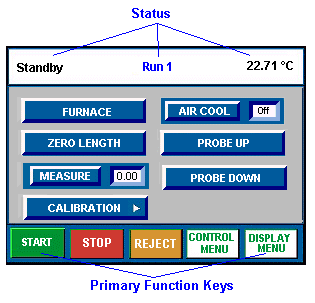 Status
Standby Run 1 22.71 °C
FURNACE AIR COOL Off
ZERO LENGTH PROBE UP
MEASURE 0.00 PROBE DOWN
CALIBRATION
START STOP REJECT CONTROL MENU DISPLAY MENU
Primary Function Keys